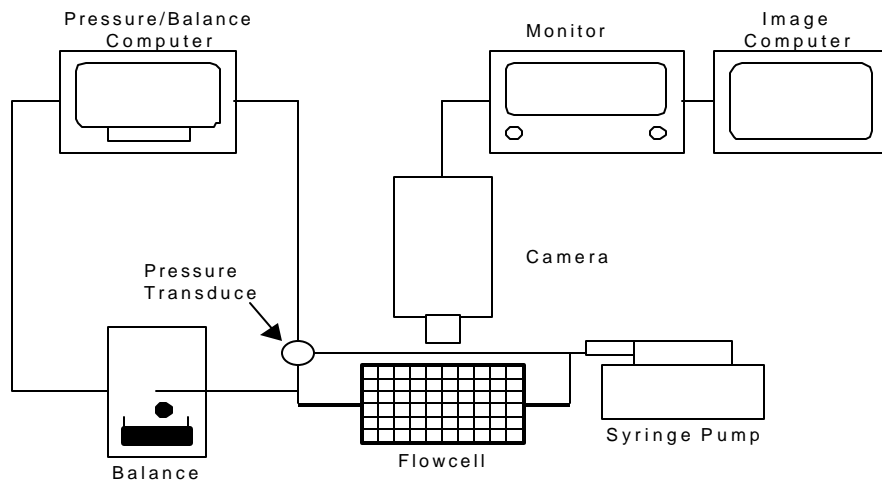 Pressure/Balance
Computer
Monitor
Image
Computer
Camera
Pressure
Transduce
Syringe Pump
Flowcell
Balance